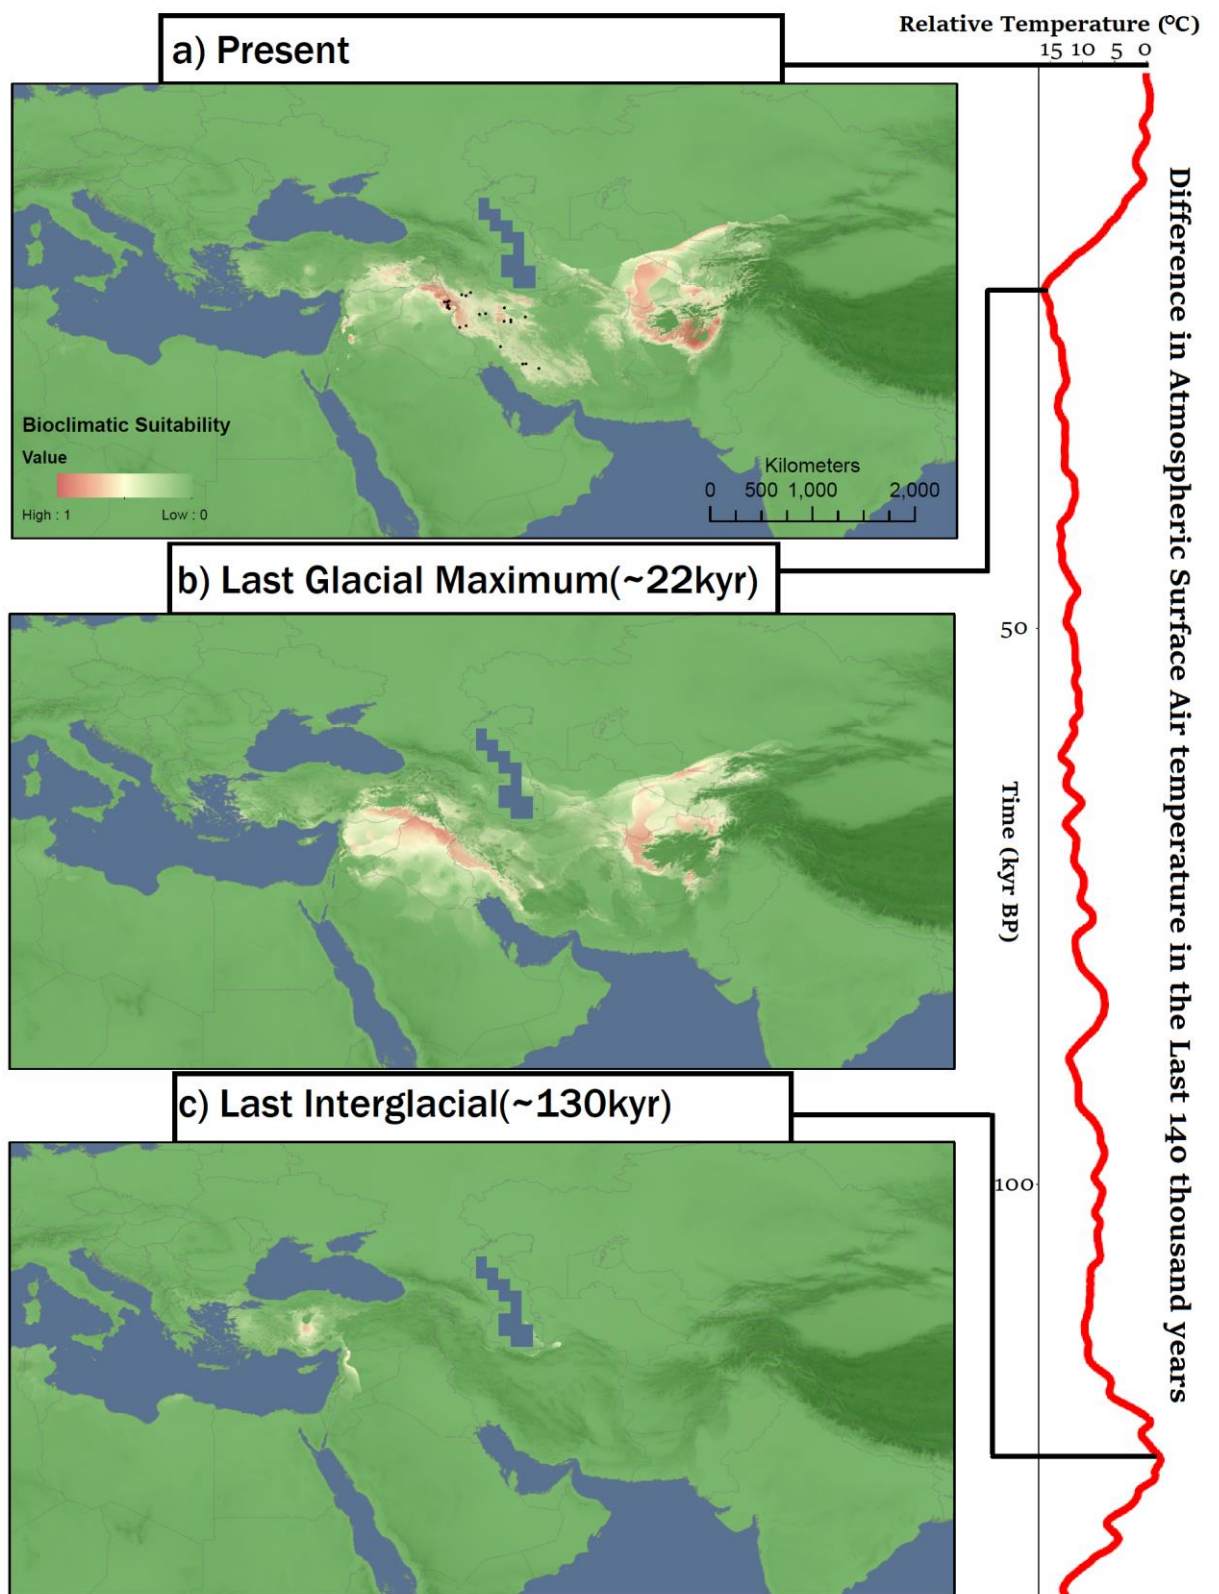 Relative Temperature (°C)
15 10 5 0
a) Present
Bioclimatic Suitability
Value
High : 1 Low : 0
Kilometers
0 500 1,000 2,000
b) Last Glacial Maximum(~22kyr)
c) Last Interglacial(~130kyr)
50
100
Time (kyr BP)
Difference in Atmospheric Surface Air temperature in the Last 140 thousand years